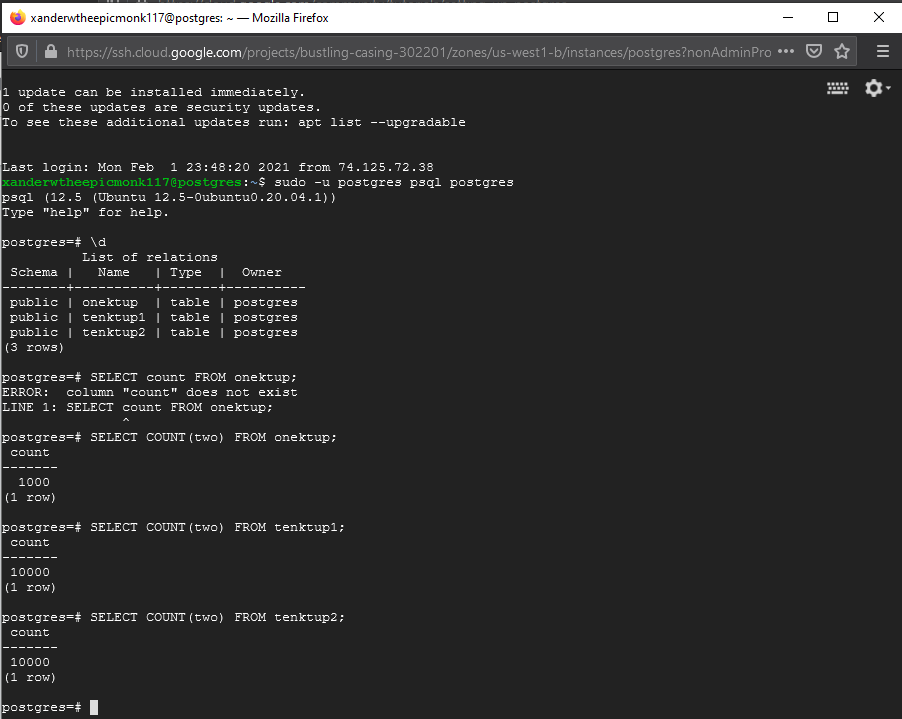 xanderwtheepicmonk117@postgres: ~ — Mozilla Firefox
https://ssh.cloud.google.com/projects/bustling-casing-302201/zones/us-west1-b/instances/postgres?nonAdminPro
1 update can be installed immediately.
0 of these updates are security updates.
To see these additional updates run: apt list --upgradable
Last login: Mon Feb  1 23:48:20 2021 from 74.125.72.38
xanderwtheepicmonk117@postgres:~$ sudo -u postgres psql postgres
psql (12.5 (Ubuntu 12.5-0ubuntu0.20.04.1))
Type "help" for help.
postgres=# \d
          List of relations
 Schema |   Name   | Type  |  Owner
--------+----------+-------+----------
 public | onektup  | table | postgres
 public | tenktup1 | table | postgres
 public | tenktup2 | table | postgres
(3 rows)
postgres=# SELECT count FROM onektup;
ERROR:  column "count" does not exist
LINE 1: SELECT count FROM onektup;
               ^
postgres=# SELECT COUNT(two) FROM onektup;
 count
-------
  1000
(1 row)
postgres=# SELECT COUNT(two) FROM tenktup1;
 count
-------
 10000
(1 row)
postgres=# SELECT COUNT(two) FROM tenktup2;
 count
-------
 10000
(1 row)
postgres=#